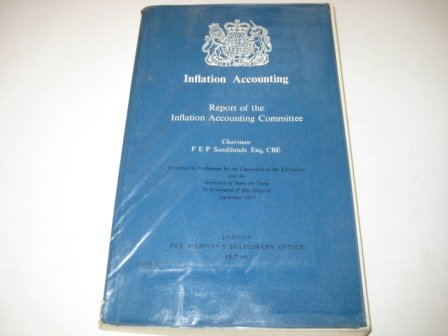 Inflation Accounting
Report of the
Inflation Accounting Committee
Chairman
F E P Sandilands Esq, CBE
Presented to Parliament by the Chancellor of the Exchequer
and the
Secretary of State for Trade
by Command of Her Majesty
September 1975
LONDON
HER MAJESTY'S STATIONERY OFFICE